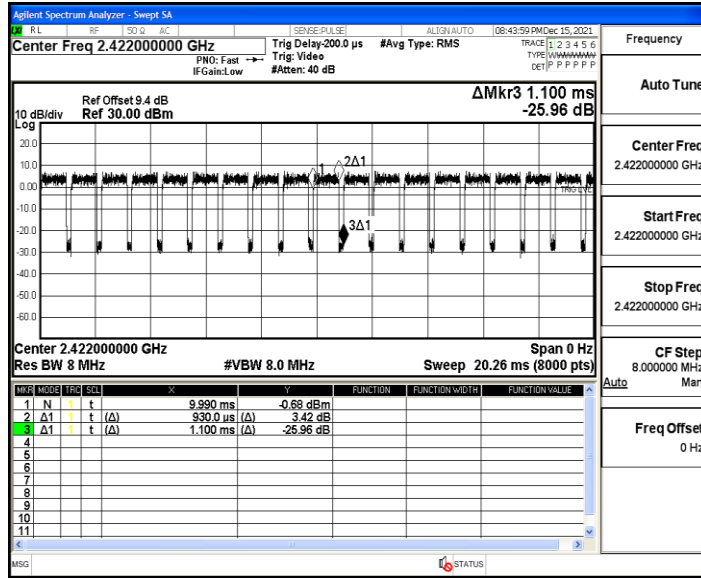 Agilent Spectrum Analyzer - Swept SA
RL RF 50 Ω AC SENSE:PULSE ALIGNAUTO 08:43:59 PM Dec 15, 2021
Center Freq 2.422000000 GHz
PNO: Fast
IFGain:Low
Trig Delay-200.0 µs
Trig: Video
#Atten: 40 dB
#Avg Type: RMS
TRACE 1 2 3 4 5 6
TYPE
DET P P P P P P
Ref Offset 9.4 dB
10 dB/div Ref 30.00 dBm
ΔMkr3 1.100 ms
-25.96 dB
Log
20.0
10.0
0.00
-10.0
-20.0
-30.0
-40.0
-50.0
-60.0
1
2Δ1
3Δ1
Center 2.422000000 GHz Span 0 Hz
Res BW 8 MHz #VBW 8.0 MHz Sweep 20.26 ms (8000 pts)
MKR MODE TRC SCL X Y FUNCTION FUNCTION WIDTH FUNCTION VALUE
1 N 1 t 9.990 ms -0.68 dBm
2 Δ1 1 t (Δ) 930.0 µs (Δ) 3.42 dB
3 Δ1 1 t (Δ) 1.100 ms (Δ) -25.96 dB
4
5
6
7
8
9
10
11
MSG STATUS
Frequency
Auto Tune
Center Freq
2.422000000 GHz
Start Freq
2.422000000 GHz
Stop Freq
2.422000000 GHz
CF Step
8.000000 MHz
Auto Man
Freq Offset
0 Hz